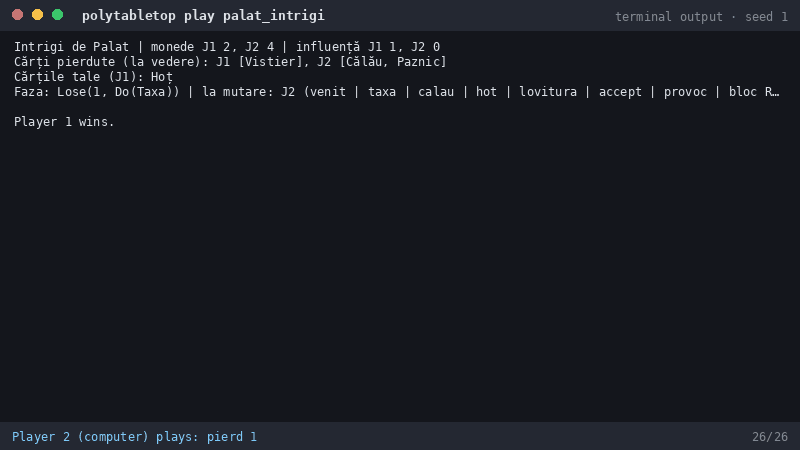 polytabletop play palat_intrigi
terminal output · seed 1
Intrigi de Palat | monede J1 2, J2 4 | influență J1 1, J2 0
Cărți pierdute (la vedere): J1 [Vistier], J2 [Călău, Paznic]
Cărțile tale (J1): Hoț
Faza: Lose(1, Do(Taxa)) | la mutare: J2 (venit | taxa | calau | hot | lovitura | accept | provoc | bloc R…
Player 1 wins.
Player 2 (computer) plays: pierd 1
26/26